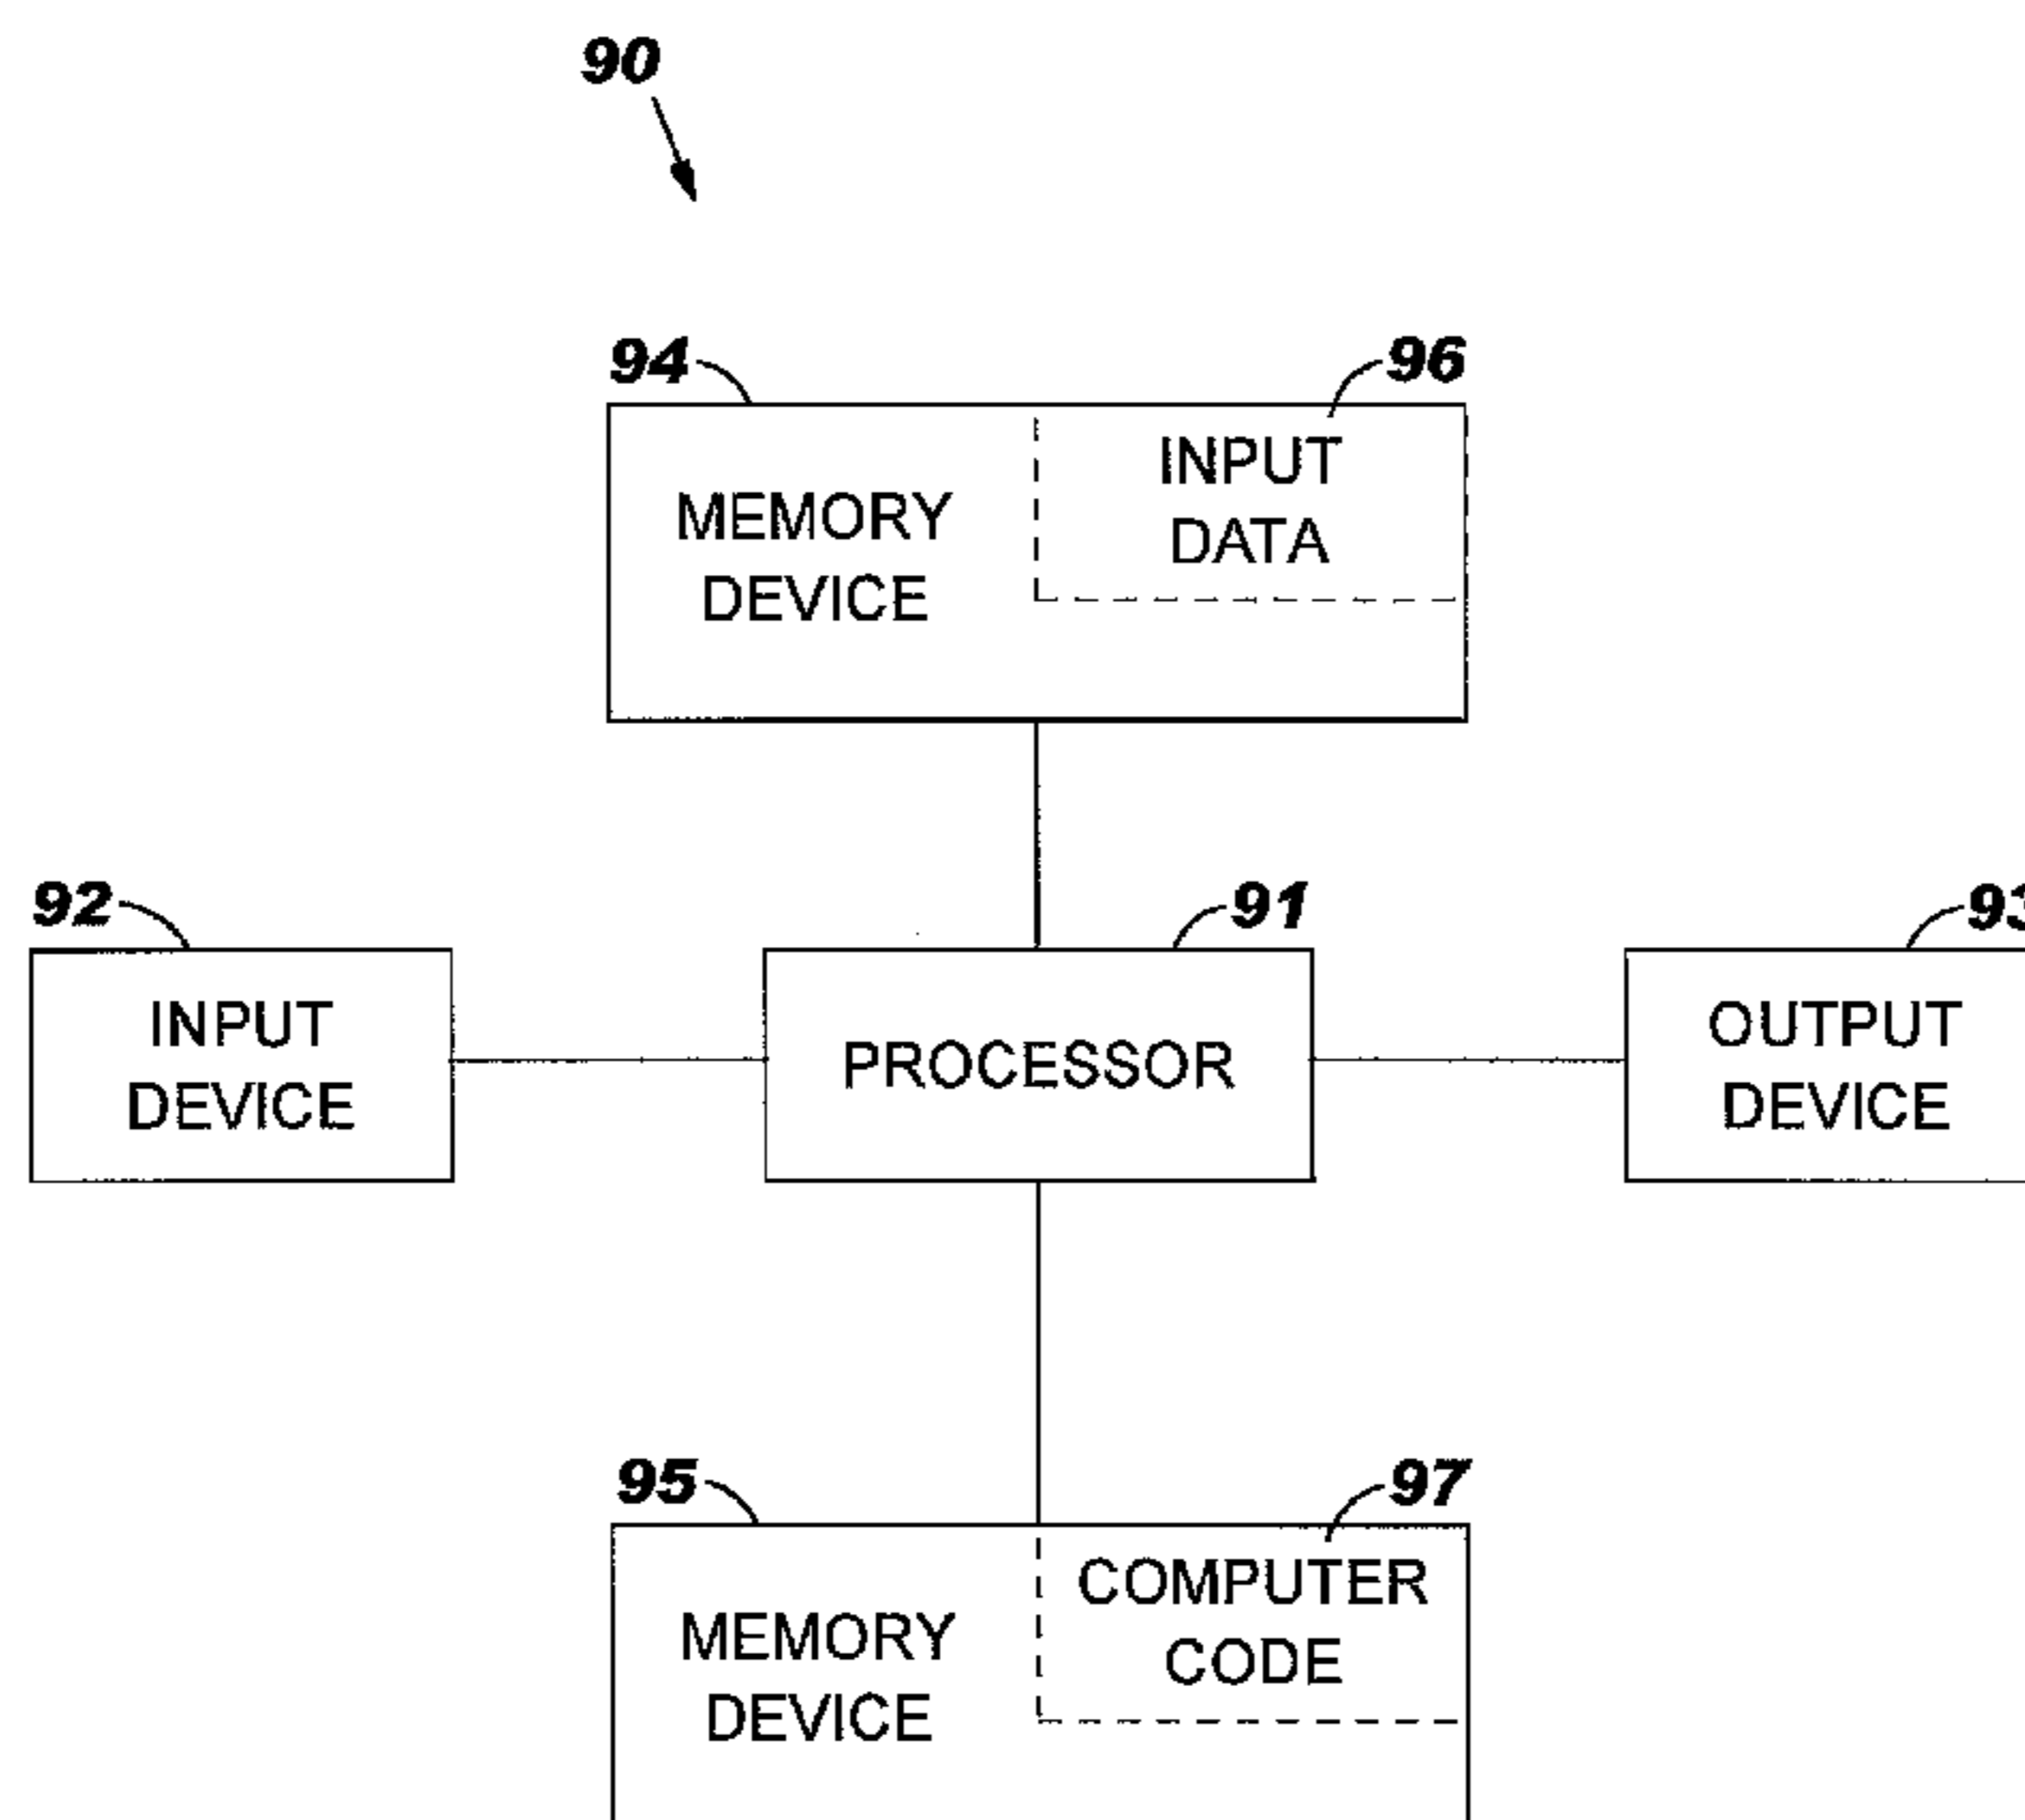 90
94
96
MEMORY
DEVICE
INPUT
DATA
92
91
93
INPUT
DEVICE
PROCESSOR
OUTPUT
DEVICE
95
97
MEMORY
DEVICE
COMPUTER
CODE